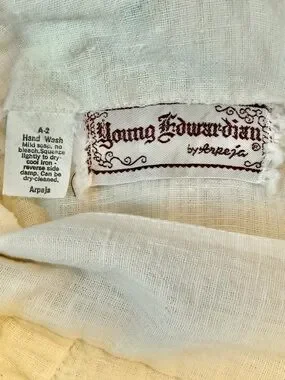 A-2
Hand Wash
Mild soap, no
bleach.Squeeze
lightly to dry-
cool iron -
reverse side
damp. Can be
dry-cleaned.
Arpeja
Young Edwardian
by Arpeja
®